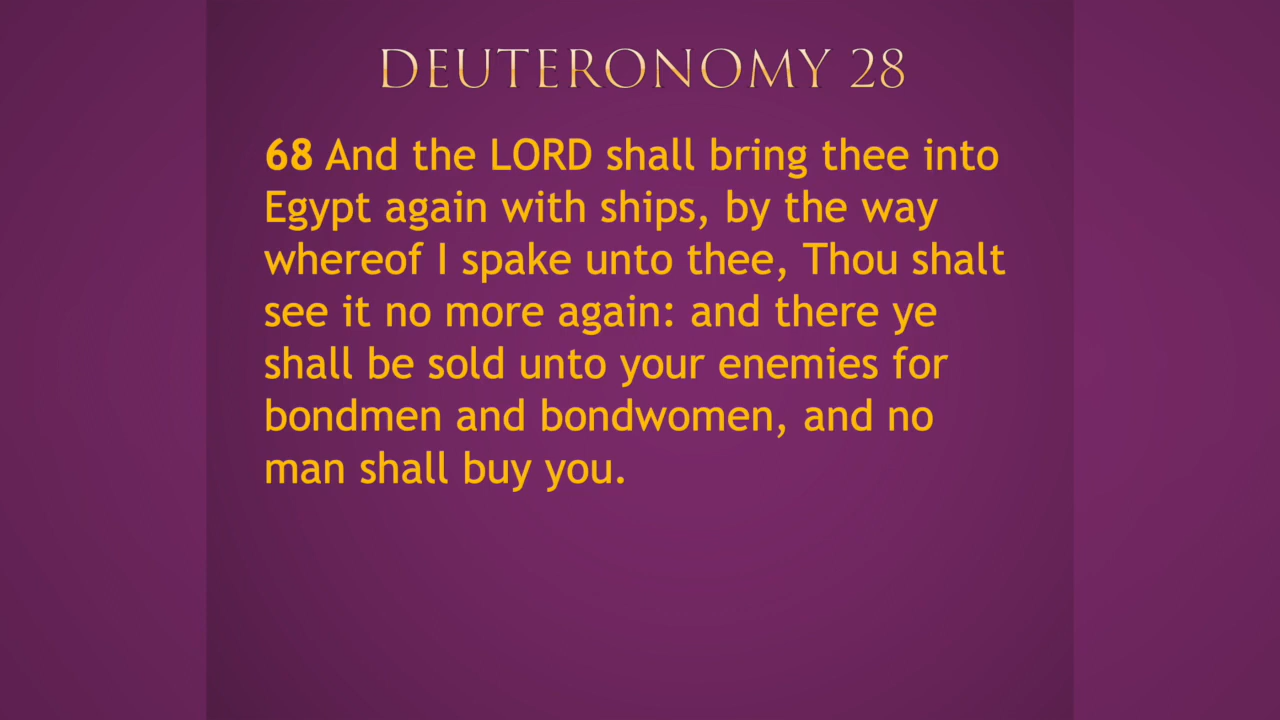 DEUTERONOMY 28
68 And the LORD shall bring thee into
Egypt again with ships, by the way
whereof I spake unto thee, Thou shalt
see it no more again: and there ye
shall be sold unto your enemies for
bondmen and bondwomen, and no
man shall buy you.